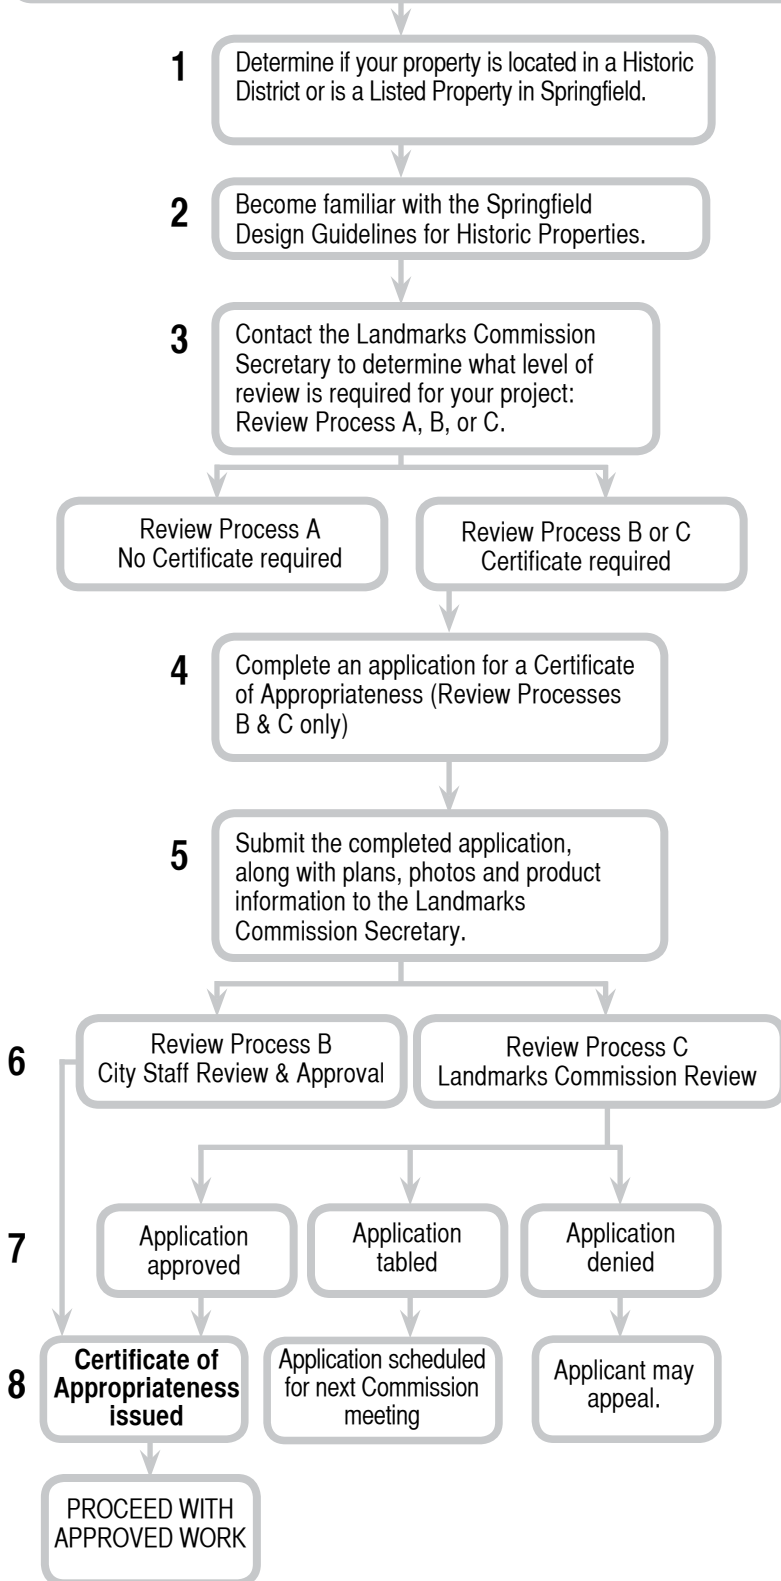 1
Determine if your property is located in a Historic
District or is a Listed Property in Springfield.
2
Become familiar with the Springfield
Design Guidelines for Historic Properties.
3
Contact the Landmarks Commission
Secretary to determine what level of
review is required for your project:
Review Process A, B, or C.
Review Process A
No Certificate required
Review Process B or C
Certificate required
4
Complete an application for a Certificate
of Appropriateness (Review Processes
B & C only)
5
Submit the completed application,
along with plans, photos and product
information to the Landmarks
Commission Secretary.
6
Review Process B
City Staff Review & Approval
Review Process C
Landmarks Commission Review
7
Application
approved
Application
tabled
Application
denied
8
Certificate of
Appropriateness
issued
Application scheduled
for next Commission
meeting
Applicant may
appeal.
PROCEED WITH
APPROVED WORK